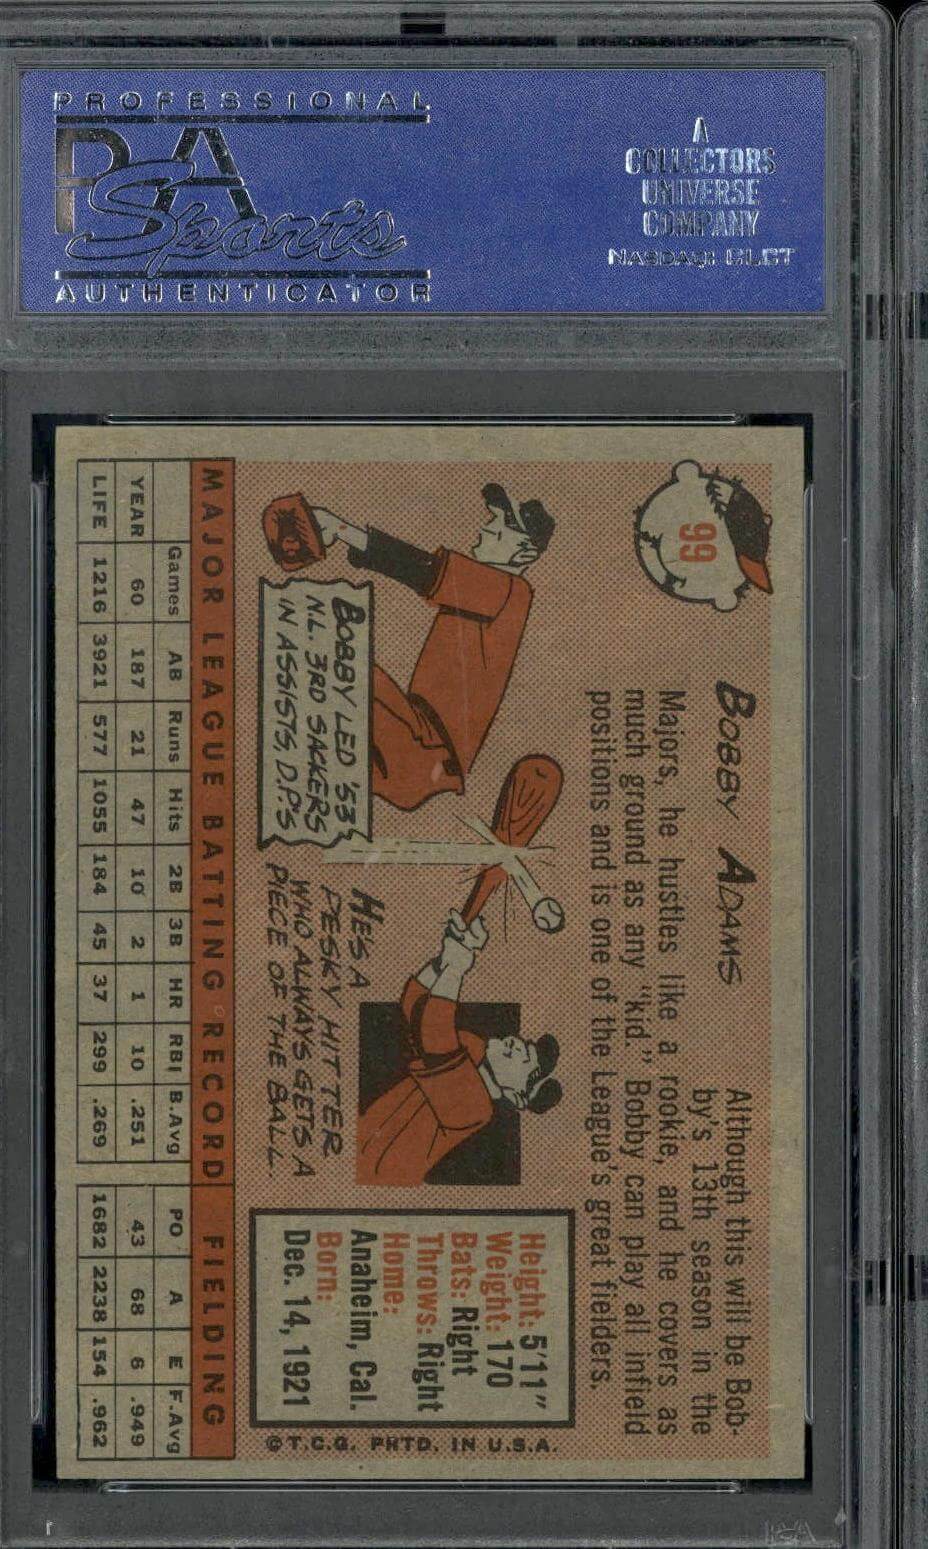 PROFESSIONAL
PSA
Sports
AUTHENTICATOR
A
COLLECTORS
UNIVERSE
COMPANY
NASDAQ: CLCT
99
BOBBY ADAMS
Although this will be Bob-
by's 13th season in the
Majors, he hustles like a rookie, and he covers as
much ground as any "kid." Bobby can play all infield
positions and is one of the League's great fielders.
BOBBY LED '53
N.L. 3RD SACKERS
IN ASSISTS, D.P.'S
HE'S A
PESKY HITTER
WHO ALWAYS GETS A
PIECE OF THE BALL.
Height: 5'11"
Weight: 170
Bats: Right
Throws: Right
Home:
Anaheim, Cal.
Born:
Dec. 14, 1921
©T.C.G. PRTD. IN U.S.A.
MAJOR LEAGUE BATTING RECORD FIELDING
Games AB Runs Hits 2B 3B HR RBI B.Avg PO A E F.Avg
YEAR 60 187 21 47 10 2 1 10 .251 43 68 6 .949
LIFE 1216 3921 577 1055 184 45 37 299 .269 1682 2238 154 .962
PSA